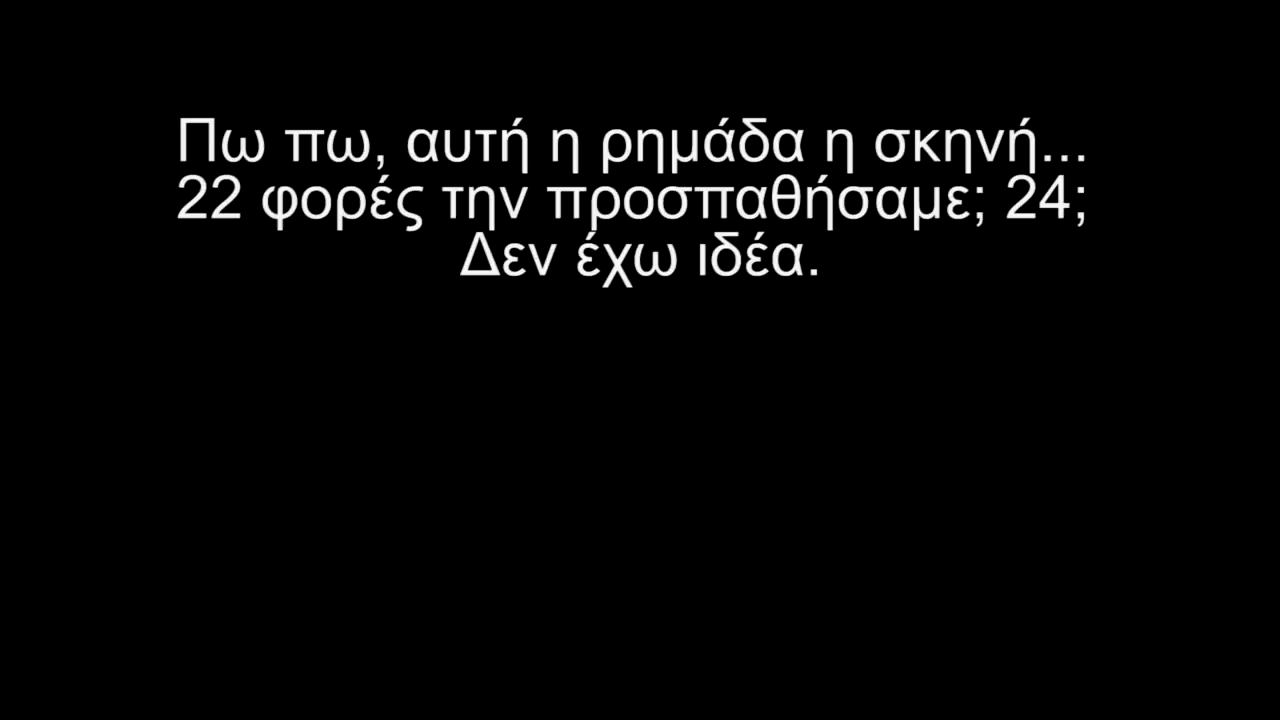 Πω πω, αυτή η ρημάδα η σκηνή...
22 φορές την προσπαθήσαμε; 24;
Δεν έχω ιδέα.